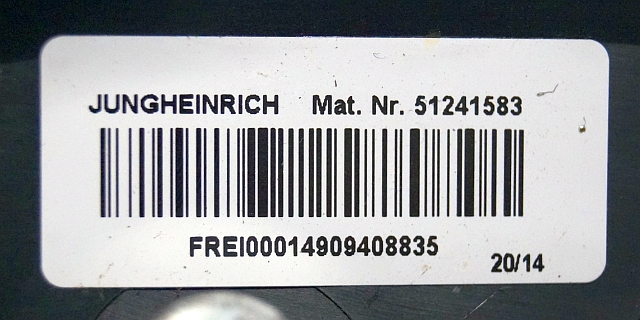 JUNGHEINRICH Mat. Nr. 51241583
FREI00014909408835
20/14